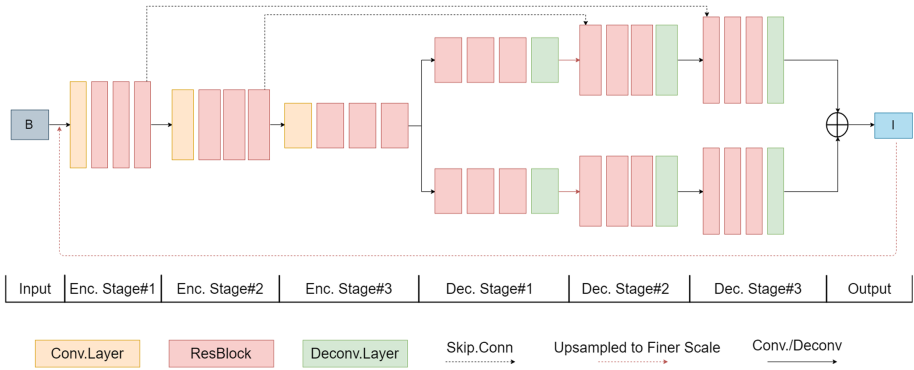 B
I
Input
Enc. Stage#1
Enc. Stage#2
Enc. Stage#3
Dec. Stage#1
Dec. Stage#2
Dec. Stage#3
Output
Conv.Layer
ResBlock
Deconv.Layer
Skip.Conn
Upsampled to Finer Scale
Conv./Deconv